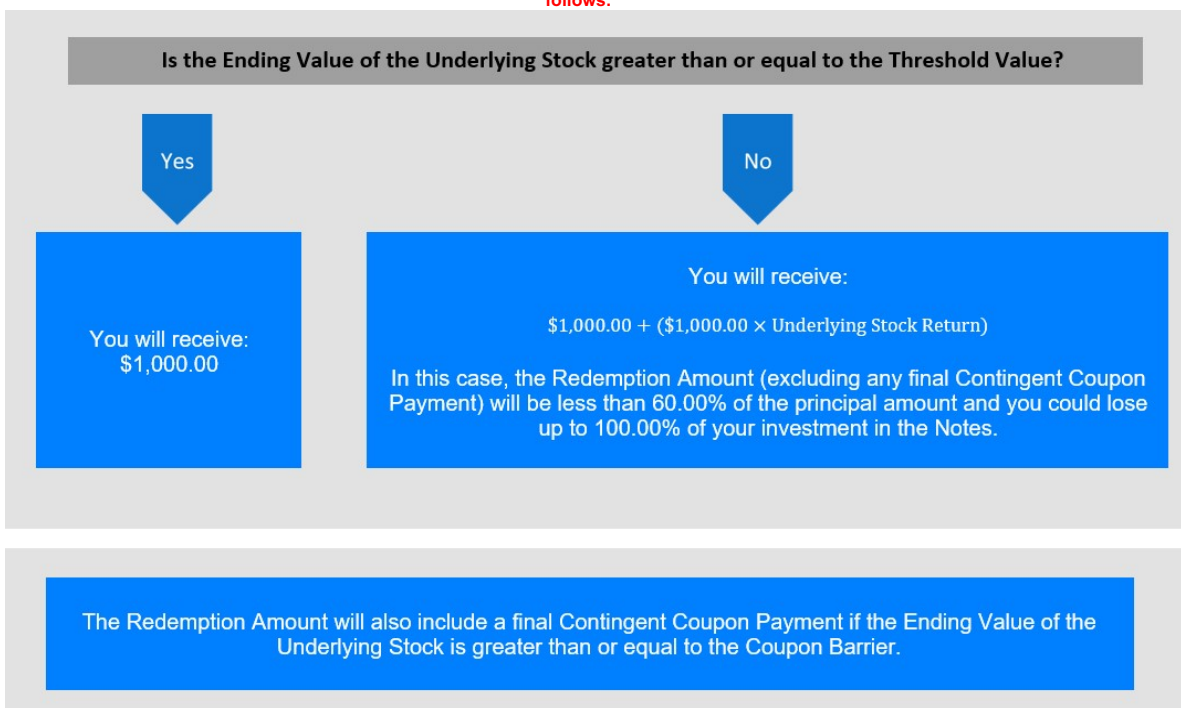 follows:
Is the Ending Value of the Underlying Stock greater than or equal to the Threshold Value?
Yes
No
You will receive:
$1,000.00
You will receive:
$1,000.00 + ($1,000.00 × Underlying Stock Return)
In this case, the Redemption Amount (excluding any final Contingent Coupon
Payment) will be less than 60.00% of the principal amount and you could lose
up to 100.00% of your investment in the Notes.
The Redemption Amount will also include a final Contingent Coupon Payment if the Ending Value of the
Underlying Stock is greater than or equal to the Coupon Barrier.